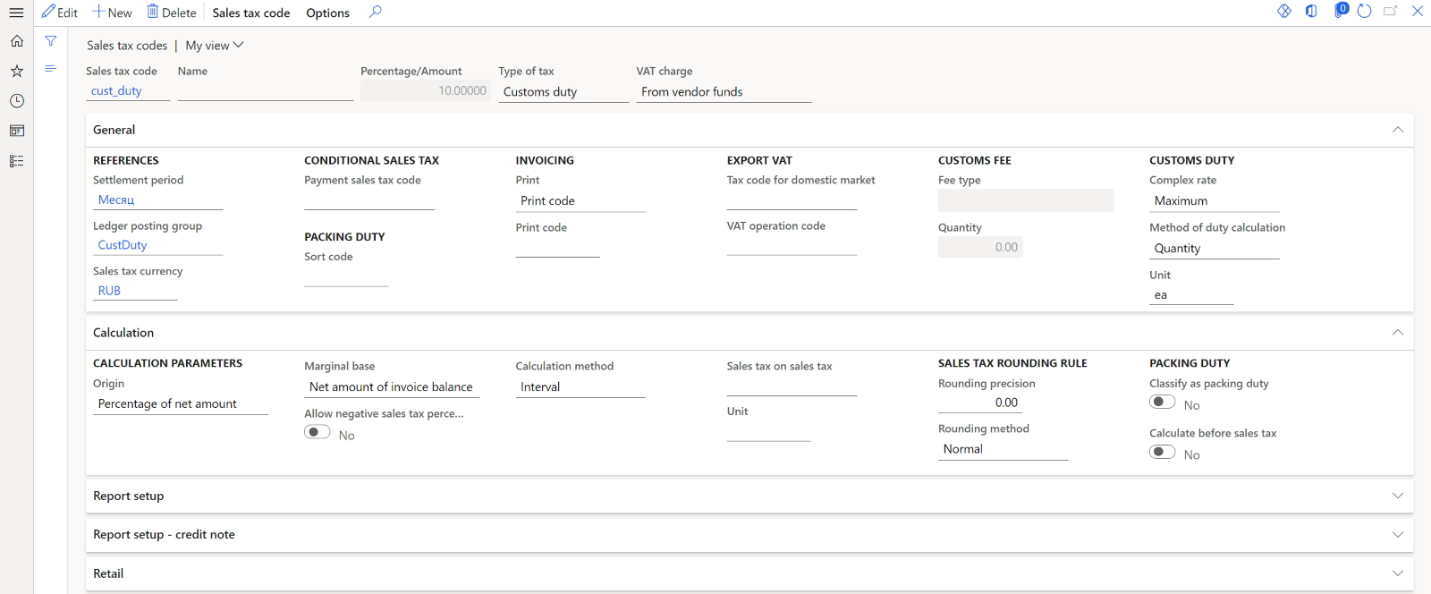 Edit New Delete Sales tax code Options
0
Sales tax codes | My view
Sales tax code Name Percentage/Amount Type of tax VAT charge
cust_duty 10.00000 Customs duty From vendor funds
General
REFERENCES CONDITIONAL SALES TAX INVOICING EXPORT VAT CUSTOMS FEE CUSTOMS DUTY
Settlement period Payment sales tax code Print Tax code for domestic market Fee type Complex rate
Месяц Print code Maximum
Ledger posting group Print code VAT operation code Quantity Method of duty calculation
PACKING DUTY
CustDuty 0.00 Quantity
Sort code
Sales tax currency Unit
RUB ea
Calculation
CALCULATION PARAMETERS Marginal base Calculation method Sales tax on sales tax SALES TAX ROUNDING RULE PACKING DUTY
Origin Net amount of invoice balance Interval Rounding precision Classify as packing duty
Percentage of net amount 0.00 No
Allow negative sales tax perce... Unit
Rounding method Calculate before sales tax
No Normal No
Report setup
Report setup - credit note
Retail